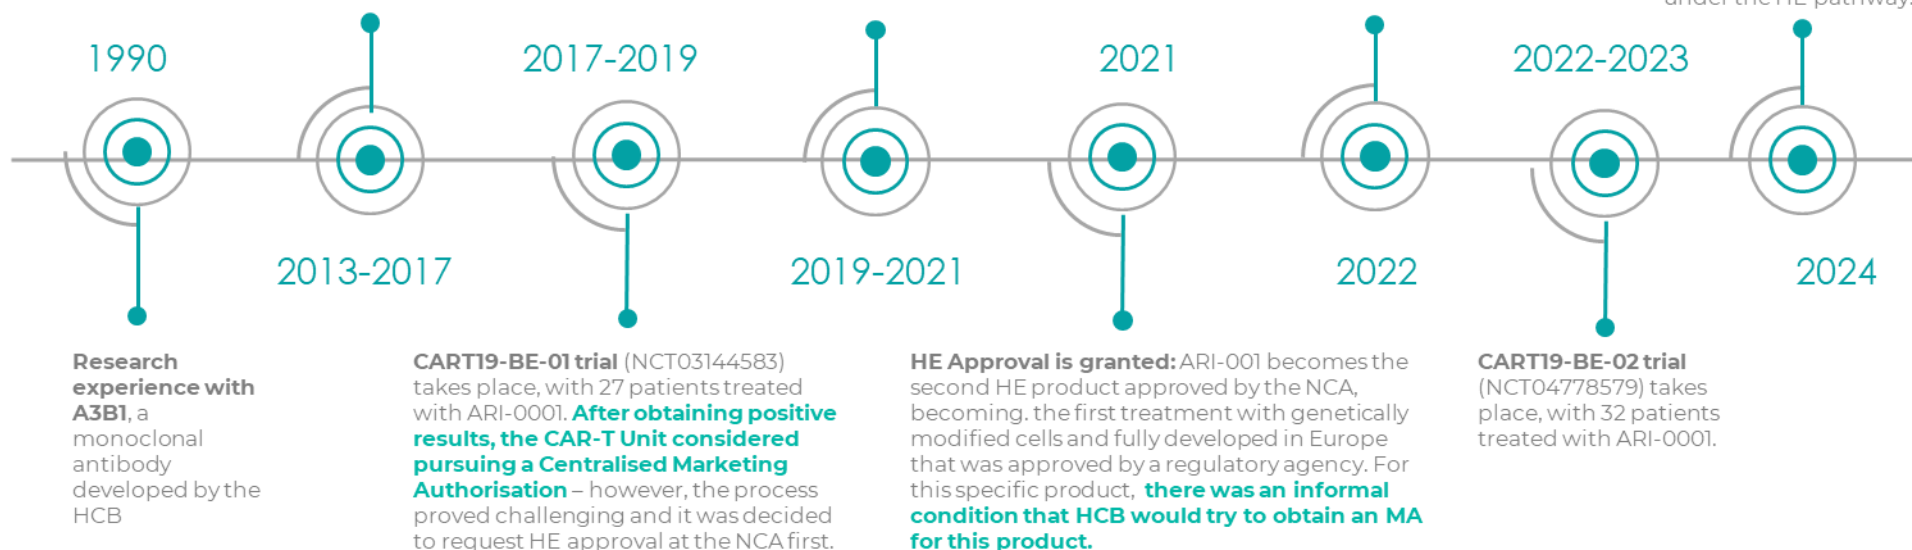 under the HE pathway.
1990
2017-2019
2021
2022-2023
2013-2017
2019-2021
2022
2024
Research
experience with
A3B1, a
monoclonal
antibody
developed by the
HCB
CART19-BE-01 trial (NCT03144583)
takes place, with 27 patients treated
with ARI-0001. After obtaining positive
results, the CAR-T Unit considered
pursuing a Centralised Marketing
Authorisation – however, the process
proved challenging and it was decided
to request HE approval at the NCA first.
HE Approval is granted: ARI-001 becomes the
second HE product approved by the NCA,
becoming. the first treatment with genetically
modified cells and fully developed in Europe
that was approved by a regulatory agency. For
this specific product, there was an informal
condition that HCB would try to obtain an MA
for this product.
CART19-BE-02 trial
(NCT04778579) takes
place, with 32 patients
treated with ARI-0001.